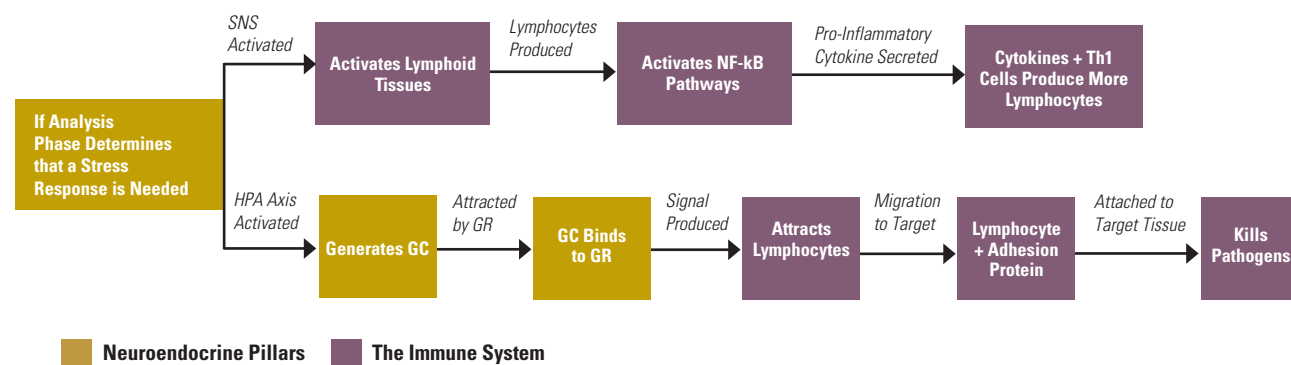 SNS
Activated
Activates Lymphoid
Tissues
Lymphocytes
Produced
Activates NF-kB
Pathways
Pro-Inflammatory
Cytokine Secreted
Cytokines + Th1
Cells Produce More
Lymphocytes
If Analysis
Phase Determines
that a Stress
Response is Needed
HPA Axis
Activated
Generates GC
Attracted
by GR
GC Binds
to GR
Signal
Produced
Attracts
Lymphocytes
Migration
to Target
Lymphocyte
+ Adhesion
Protein
Attached to
Target Tissue
Kills
Pathogens
Neuroendocrine Pillars
The Immune System